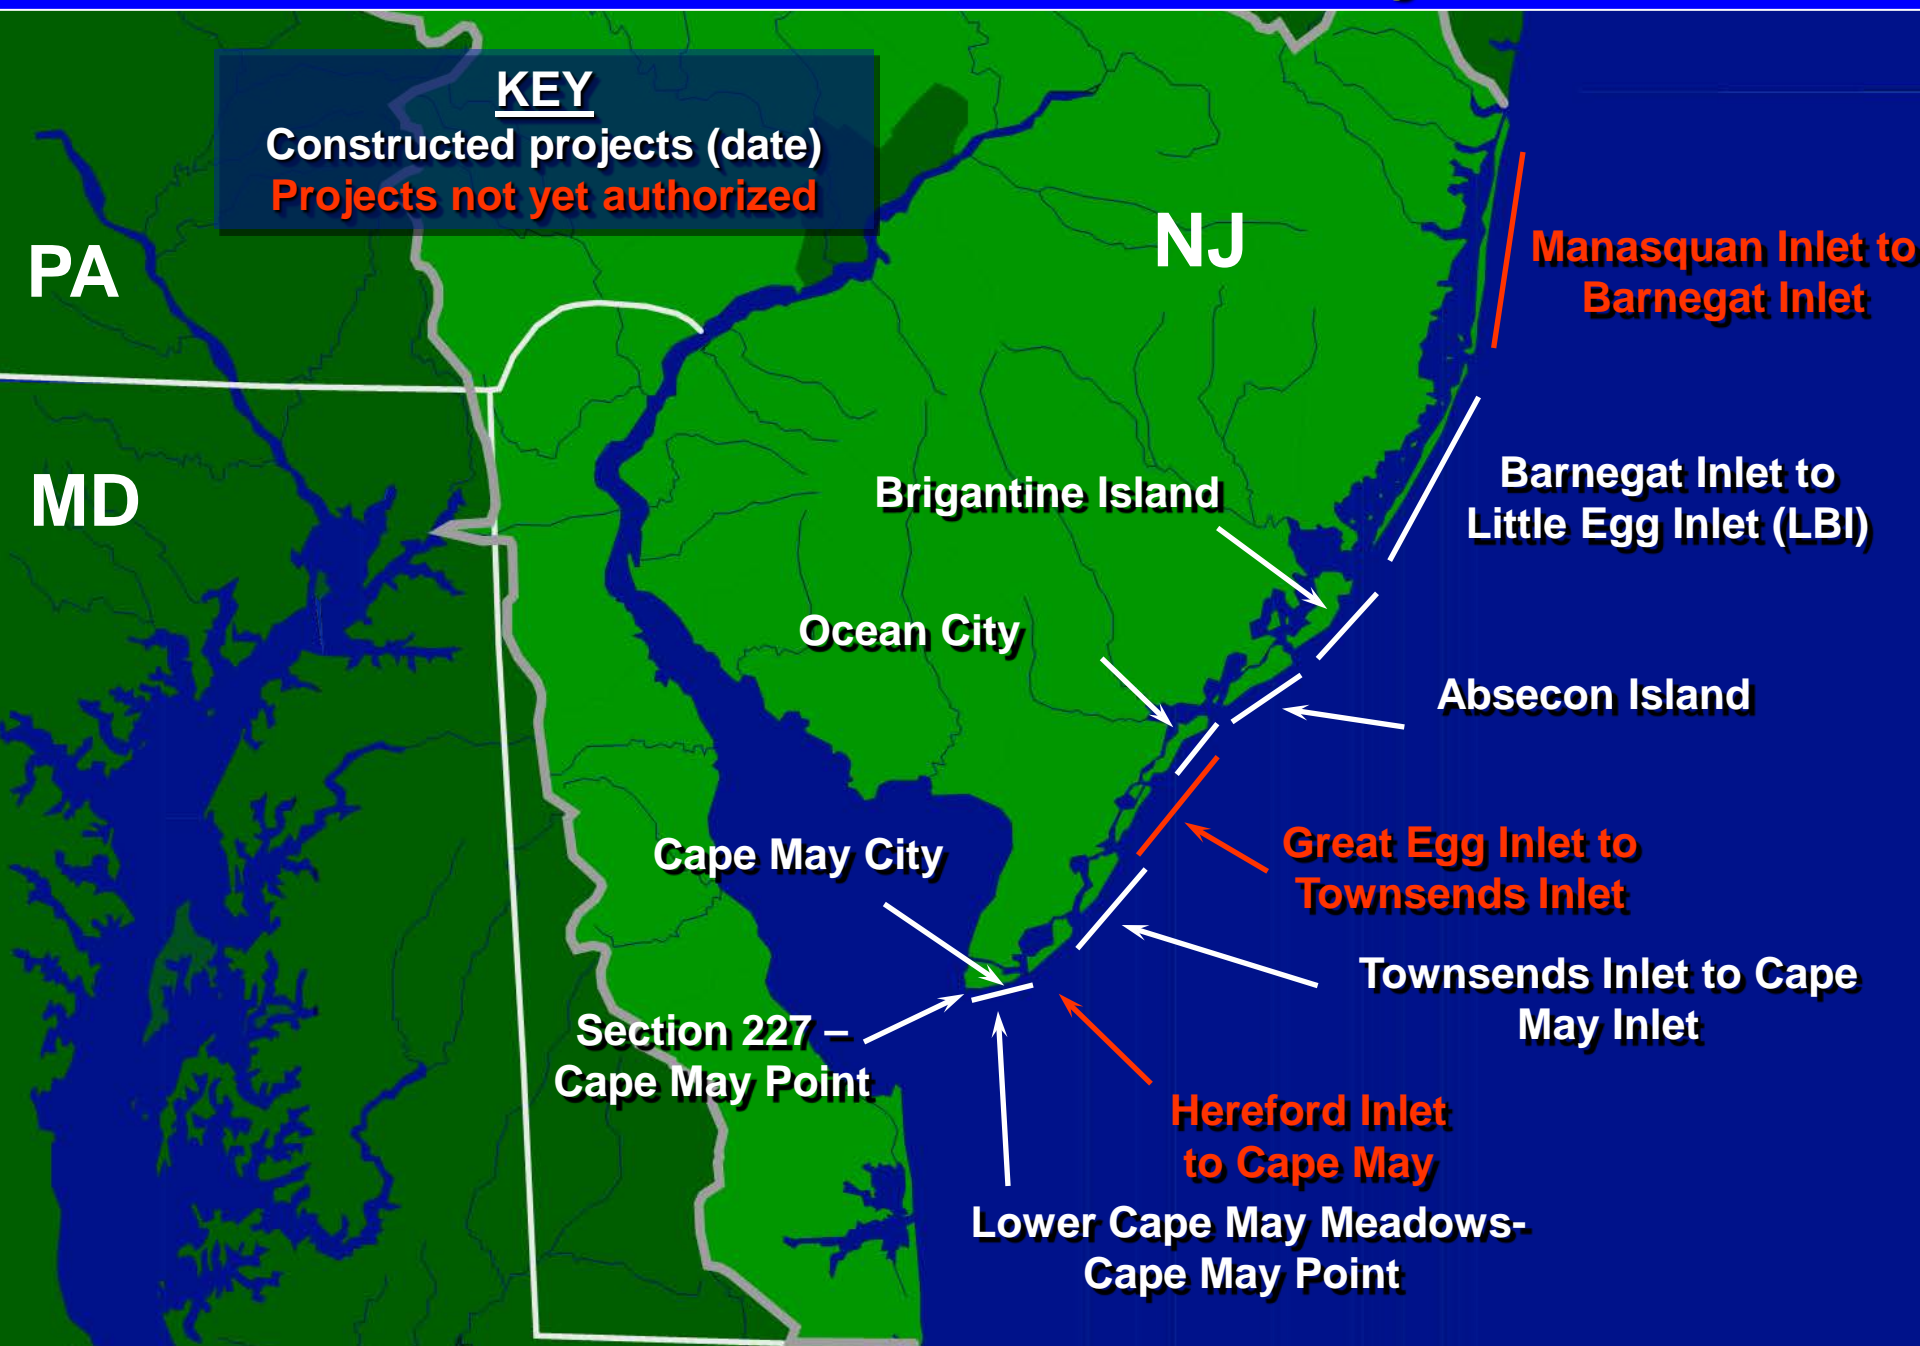 KEY
Constructed projects (date)
Projects not yet authorized
PA
NJ
Manasquan Inlet to
Barnegat Inlet
MD
Brigantine Island
Barnegat Inlet to
Little Egg Inlet (LBI)
Ocean City
Absecon Island
Cape May City
Great Egg Inlet to
Townsends Inlet
Townsends Inlet to Cape
May Inlet
Section 227 –
Cape May Point
Hereford Inlet
to Cape May
Lower Cape May Meadows-
Cape May Point